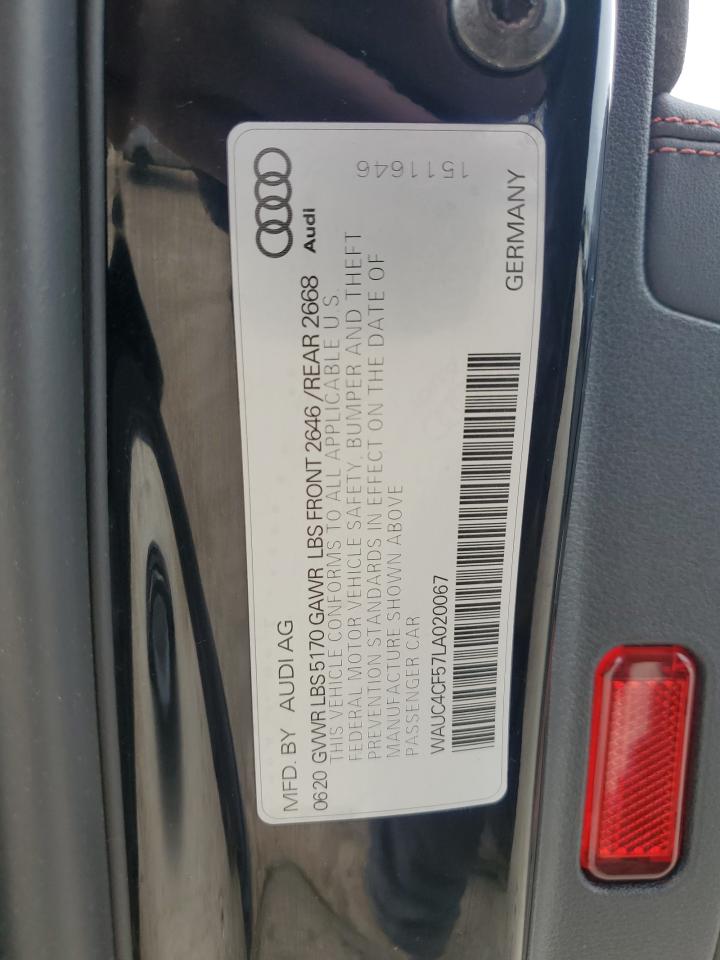 MFD. BY AUDI AG
Audi
0620 GVWR LBS 5170 GAWR LBS FRONT 2646 /REAR 2668
THIS VEHICLE CONFORMS TO ALL APPLICABLE U.S.
FEDERAL MOTOR VEHICLE SAFETY, BUMPER AND THEFT
PREVENTION STANDARDS IN EFFECT ON THE DATE OF
MANUFACTURE SHOWN ABOVE
PASSENGER CAR
WAUC4CF57LA020067
GERMANY
1511646